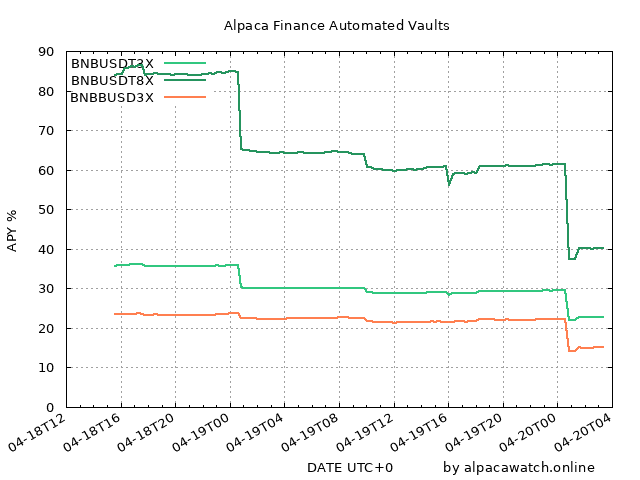 Alpaca Finance Automated Vaults
90
80
70
60
50
40
30
20
10
0
APY %
BNBUSDT3X
BNBUSDT8X
BNBBUSD3X
04-18T12
04-18T16
04-18T20
04-19T00
04-19T04
04-19T08
04-19T12
04-19T16
04-19T20
04-20T00
04-20T04
DATE UTC+0
by alpacawatch.online